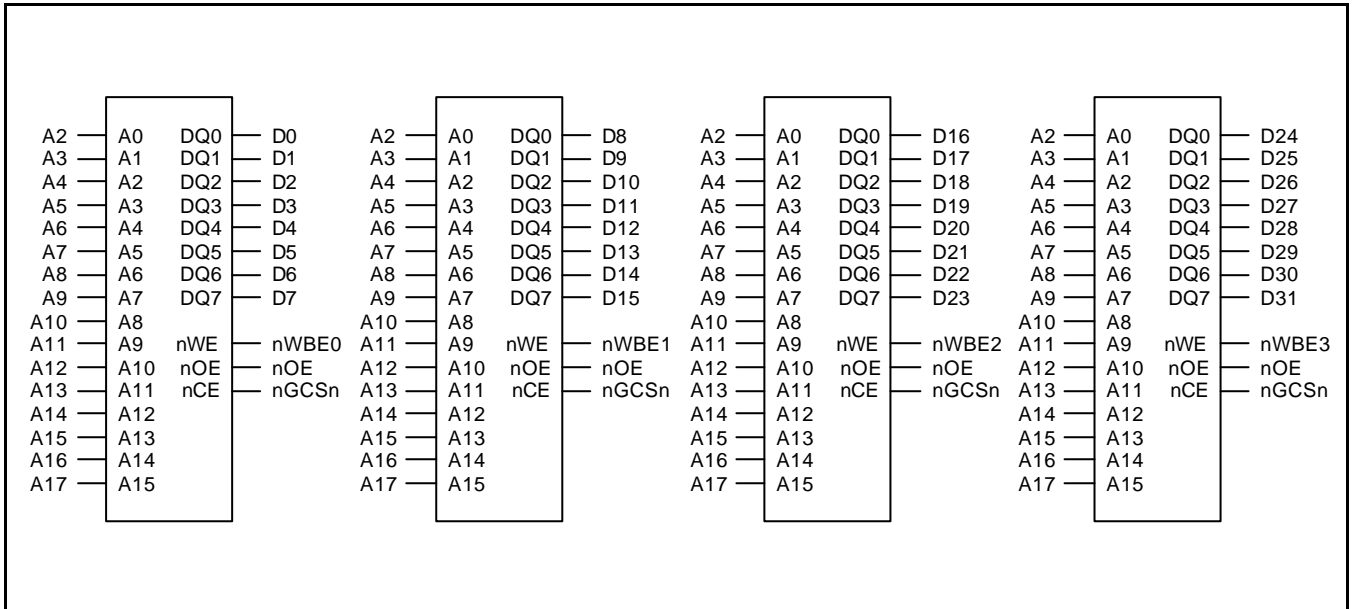 A2 A0 DQ0 D0 A2 A0 DQ0 D8 A2 A0 DQ0 D16 A2 A0 DQ0 D24
A3 A1 DQ1 D1 A3 A1 DQ1 D9 A3 A1 DQ1 D17 A3 A1 DQ1 D25
A4 A2 DQ2 D2 A4 A2 DQ2 D10 A4 A2 DQ2 D18 A4 A2 DQ2 D26
A5 A3 DQ3 D3 A5 A3 DQ3 D11 A5 A3 DQ3 D19 A5 A3 DQ3 D27
A6 A4 DQ4 D4 A6 A4 DQ4 D12 A6 A4 DQ4 D20 A6 A4 DQ4 D28
A7 A5 DQ5 D5 A7 A5 DQ5 D13 A7 A5 DQ5 D21 A7 A5 DQ5 D29
A8 A6 DQ6 D6 A8 A6 DQ6 D14 A8 A6 DQ6 D22 A8 A6 DQ6 D30
A9 A7 DQ7 D7 A9 A7 DQ7 D15 A9 A7 DQ7 D23 A9 A7 DQ7 D31
A10 A8 A10 A8 A10 A8 A10 A8
A11 A9 nWE nWBE0 A11 A9 nWE nWBE1 A11 A9 nWE nWBE2 A11 A9 nWE nWBE3
A12 A10 nOE nOE A12 A10 nOE nOE A12 A10 nOE nOE A12 A10 nOE nOE
A13 A11 nCE nGCSn A13 A11 nCE nGCSn A13 A11 nCE nGCSn A13 A11 nCE nGCSn
A14 A12 A14 A12 A14 A12 A14 A12
A15 A13 A15 A13 A15 A13 A15 A13
A16 A14 A16 A14 A16 A14 A16 A14
A17 A15 A17 A15 A17 A15 A17 A15